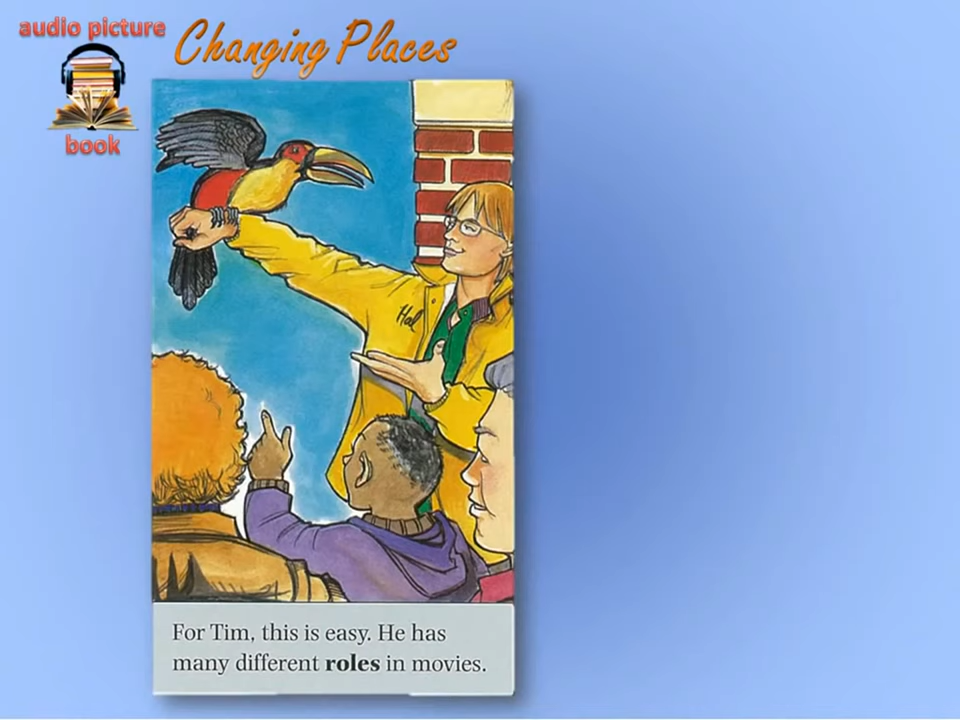 audio picture
book
Changing Places
Hal
For Tim, this is easy. He has
many different roles in movies.